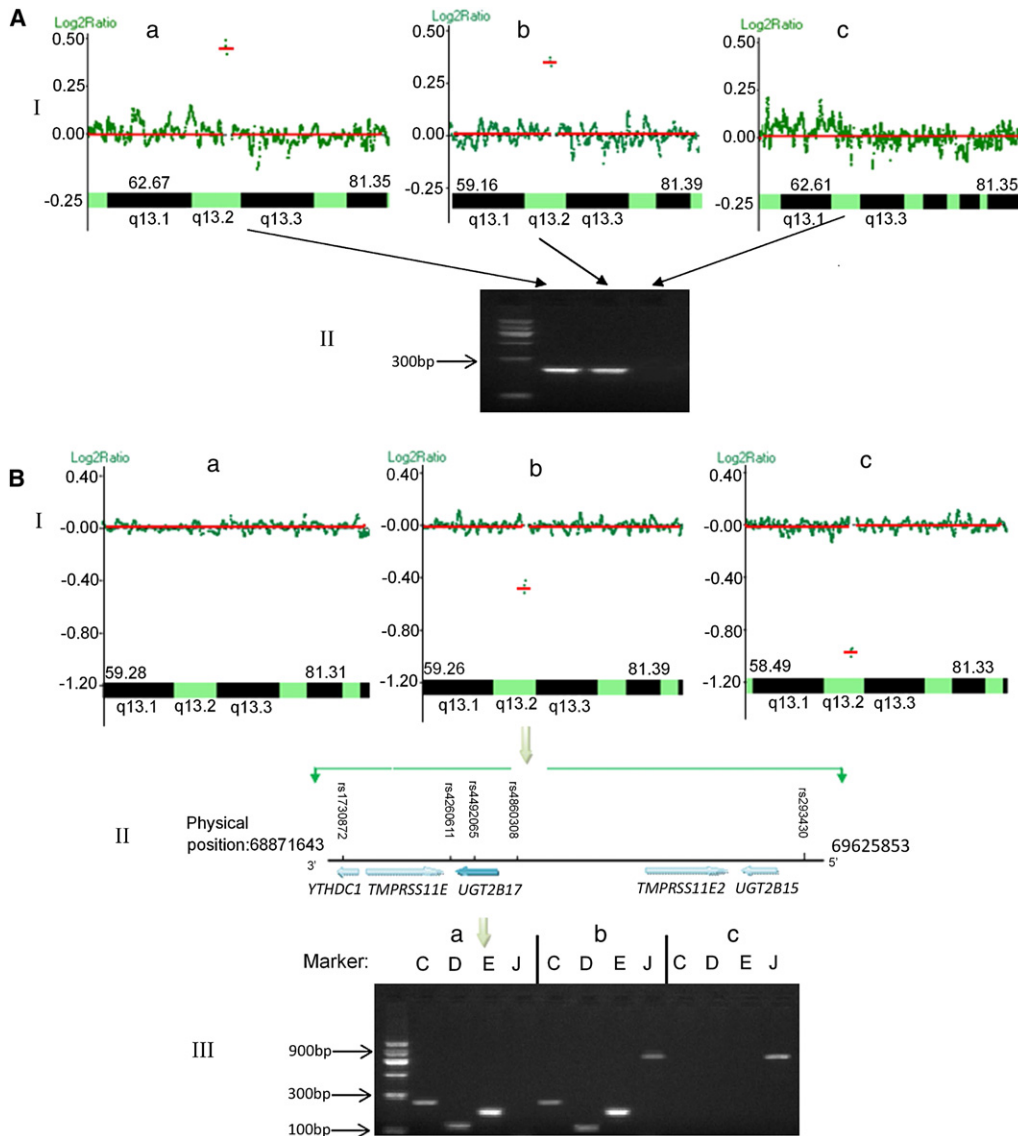 A
Log2Ratio a
Log2Ratio b
Log2Ratio c
I
0.50
0.25
0.00
-0.25
62.67 81.35
q13.1 q13.2 q13.3
0.50
0.25
0.00
-0.25
59.16 81.39
q13.1 q13.2 q13.3
0.50
0.25
0.00
-0.25
62.61 81.35
q13.1 q13.3
II
300bp
B
Log2Ratio a
Log2Ratio b
Log2Ratio c
I
0.40
-0.00
-0.40
-0.80
-1.20
59.28 81.31
q13.1 q13.2 q13.3
0.40
-0.00
-0.40
-0.80
-1.20
59.26 81.39
q13.1 q13.2 q13.3
0.40
-0.00
-0.40
-0.80
-1.20
58.49 81.33
q13.1 q13.2 q13.3
II
rs1730872 rs4260611 rs4492065 rs4860308 rs293430
Physical
position:68871643 69625853
3' 5'
YTHDC1 TMPRSS11E UGT2B17 TMPRSS11E2 UGT2B15
a b c
Marker: C D E J C D E J C D E J
III
900bp
300bp
100bp